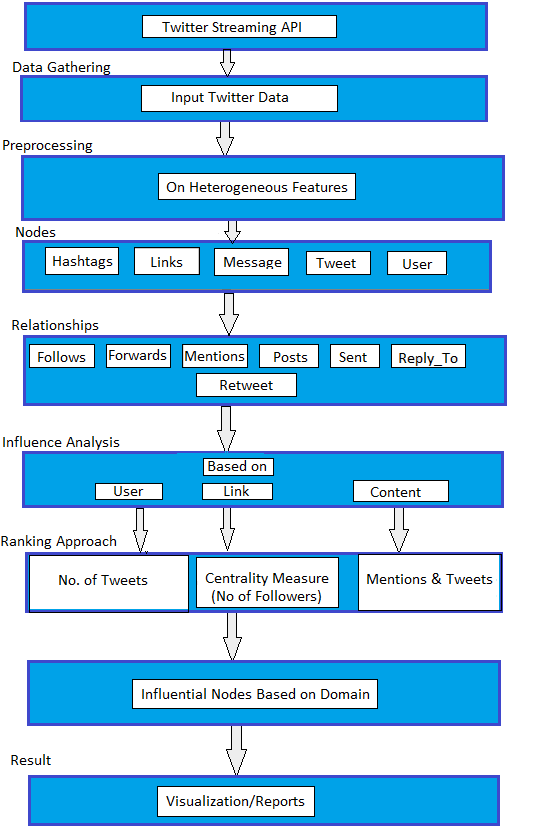 Twitter Streaming API
Data Gathering
Input Twitter Data
Preprocessing
On Heterogeneous Features
Nodes
Hashtags Links Message Tweet User
Relationships
Follows Forwards Mentions Posts Sent Reply_To
Retweet
Influence Analysis
Based on
User Link Content
Ranking Approach
No. of Tweets Centrality Measure Mentions & Tweets
(No of Followers)
Influential Nodes Based on Domain
Result
Visualization/Reports